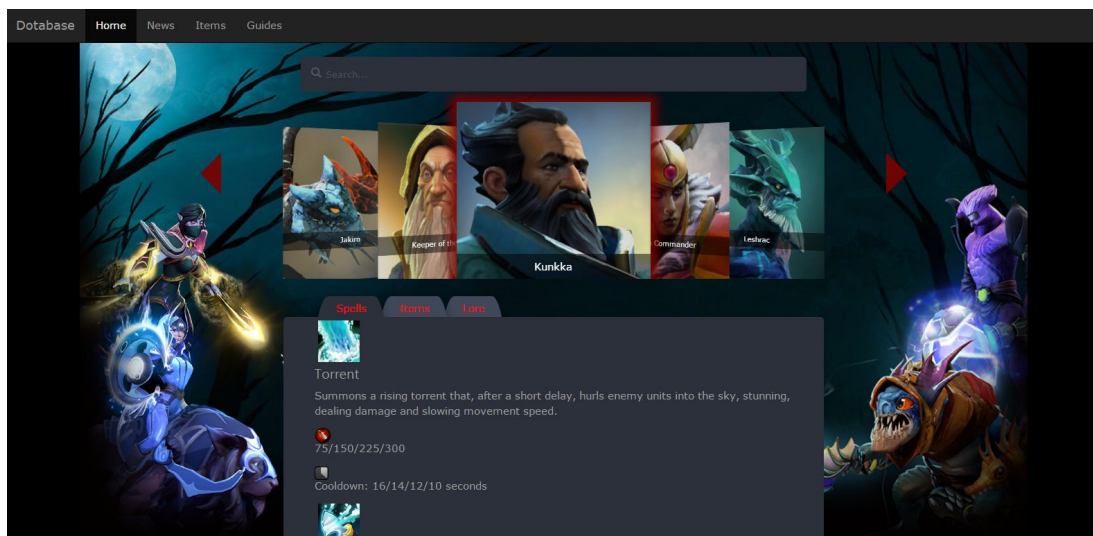 Dotabase Home News Items Guides
Search...
Jakiro
Keeper of the
Kunkka
Commander
Leshrac
Spells Items Lore
Torrent
Summons a rising torrent that, after a short delay, hurls enemy units into the sky, stunning,
dealing damage and slowing movement speed.
75/150/225/300
Cooldown: 16/14/12/10 seconds